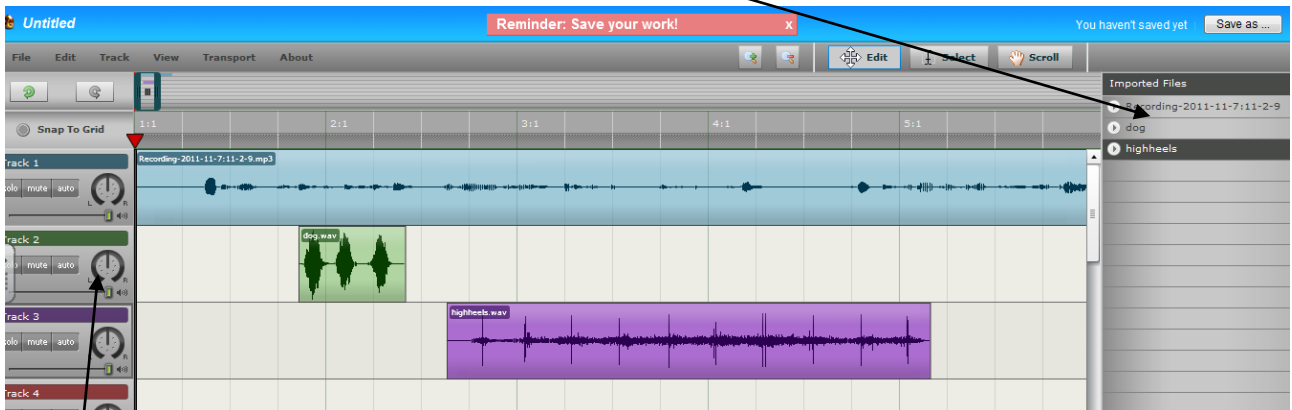 Untitled
Reminder: Save your work! x
You haven't saved yet Save as ...
File Edit Track View Transport About
Edit Select Scroll
Imported Files
Recording-2011-11-7:11-2-9
dog
highheels
Snap To Grid
1:1 2:1 3:1 4:1 5:1
Track 1
Recording-2011-11-7:11-2-9.mp3
solo mute auto
L R
Track 2
dog.wav
solo mute auto
L R
Track 3
highheels.wav
solo mute auto
L R
Track 4